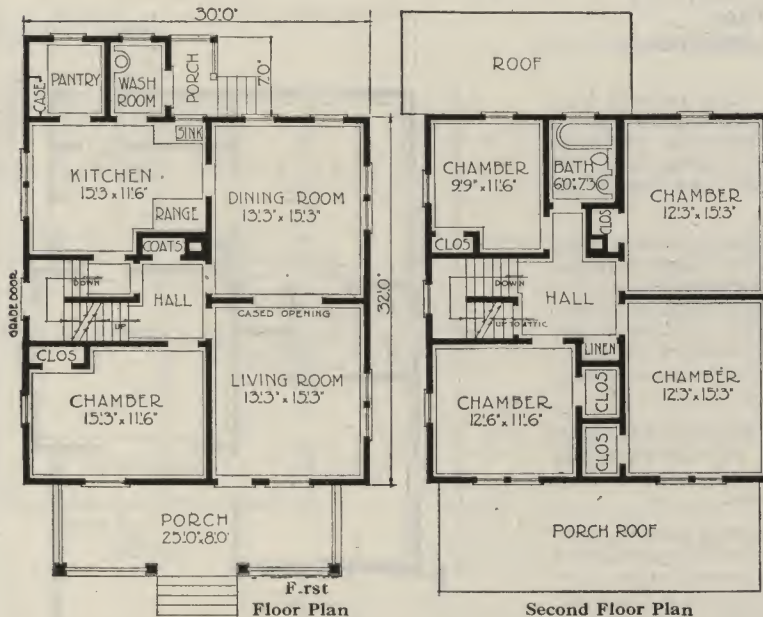 30'0"
PANTRY
CASE
WASH
ROOM
PORCH
7'0"
SINK
KITCHEN
15'3 x 11'6"
RANGE
DINING ROOM
13'3" x 15'3"
COATS
DOWN
HALL
GRADE DOOR
UP
CASED OPENING
32'0"
CLOS
CHAMBER
15'3" x 11'6"
LIVING ROOM
13'3" x 15'3"
PORCH
25'0"x8'0"
F.rst
Floor Plan
ROOF
CHAMBER
9'9" x 11'6"
BATH
6'0"x7'3
CLOS
CHAMBER
12'3" x 15'3"
CLOS
DOWN
HALL
UP TO ATTIC
LINEN
CHAMBER
12'6" x 11'6"
CLOS
CLOS
CHAMBER
12'3" x 15'3"
PORCH ROOF
Second Floor Plan